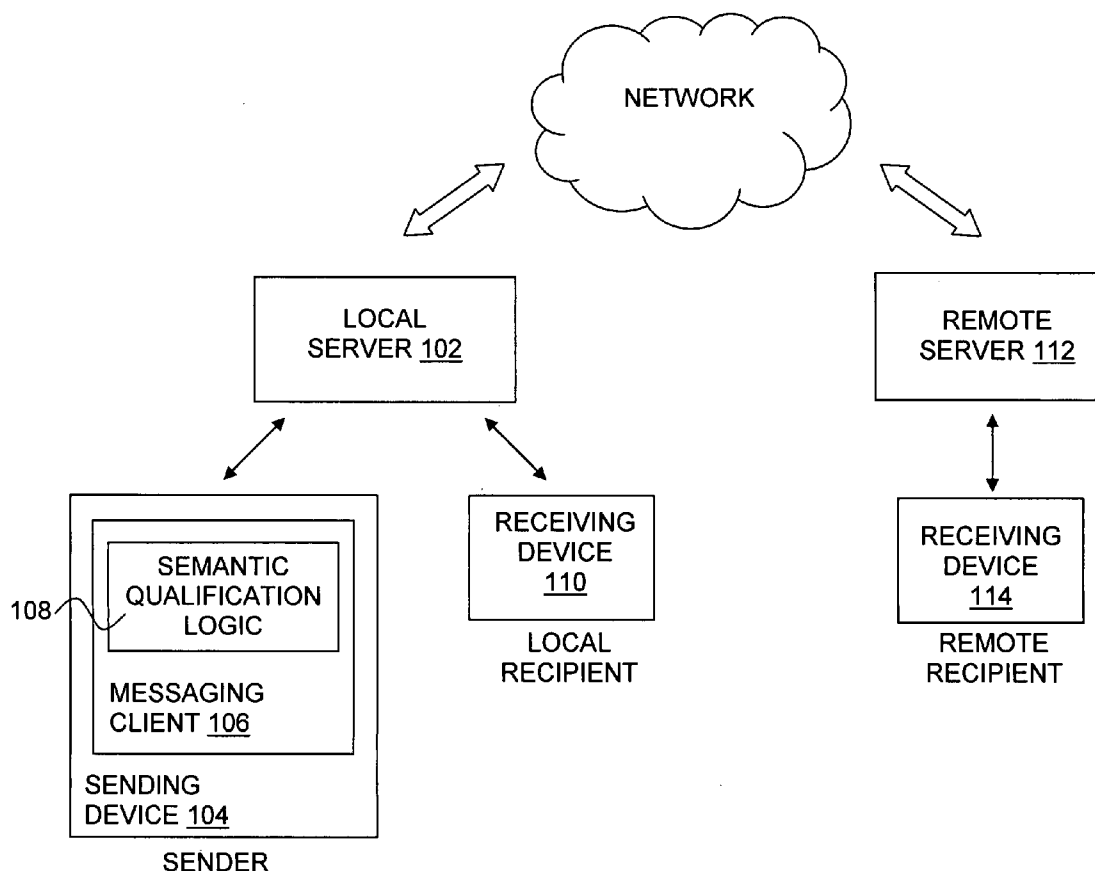 NETWORK
LOCAL
SERVER 102
REMOTE
SERVER 112
SEMANTIC
QUALIFICATION
LOGIC
108
MESSAGING
CLIENT 106
SENDING
DEVICE 104
SENDER
RECEIVING
DEVICE
110
LOCAL
RECIPIENT
RECEIVING
DEVICE
114
REMOTE
RECIPIENT